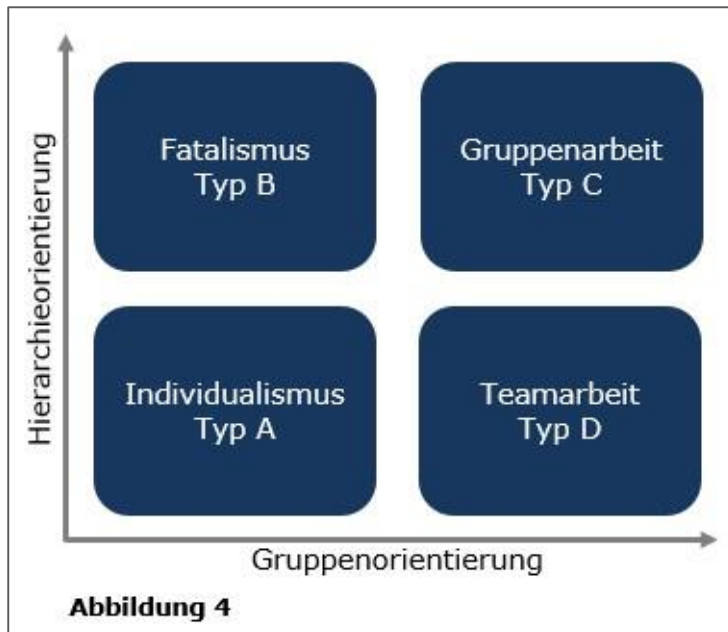 Hierarchieorientierung
Fatalismus
Typ B
Gruppenarbeit
Typ C
Individualismus
Typ A
Teamarbeit
Typ D
Gruppenorientierung
Abbildung 4